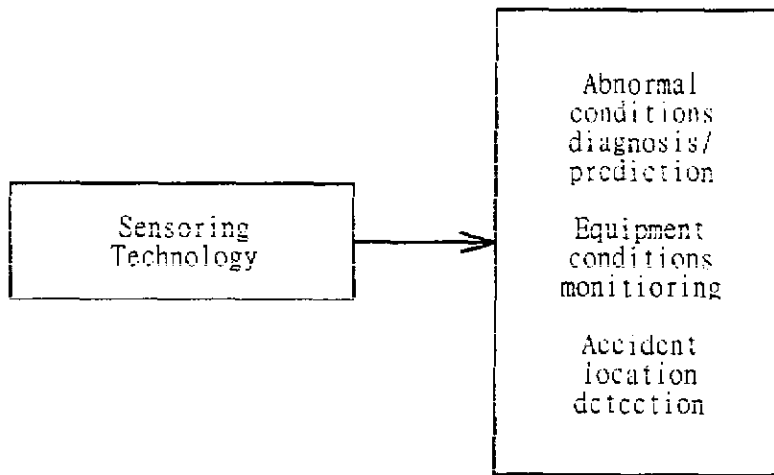 Sensoring
Technology
Abnormal
conditions
diagnosis/
prediction
Equipment
conditions
monitioring
Accident
location
detection